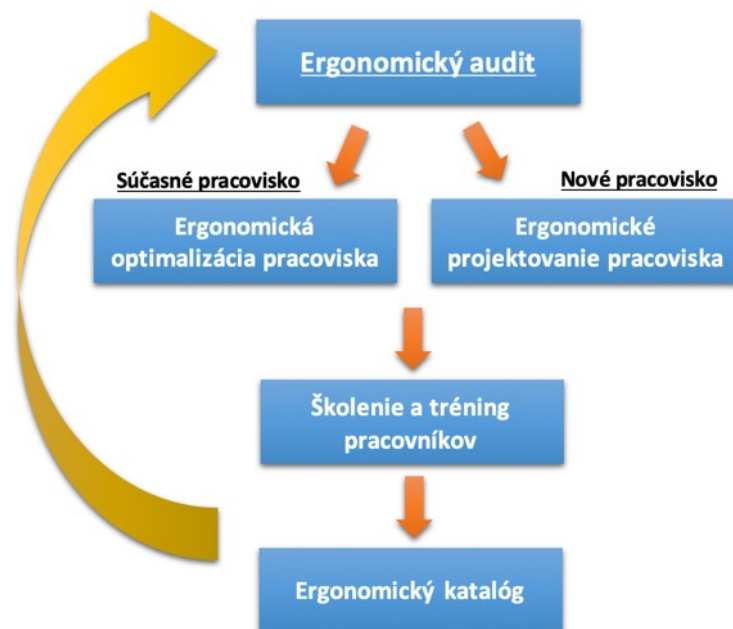 Ergonomický audit
Súčasné pracovisko
Nové pracovisko
Ergonomická
optimalizácia pracoviska
Ergonomické
projektovanie pracoviska
Školenie a tréning
pracovníkov
Ergonomický katalóg